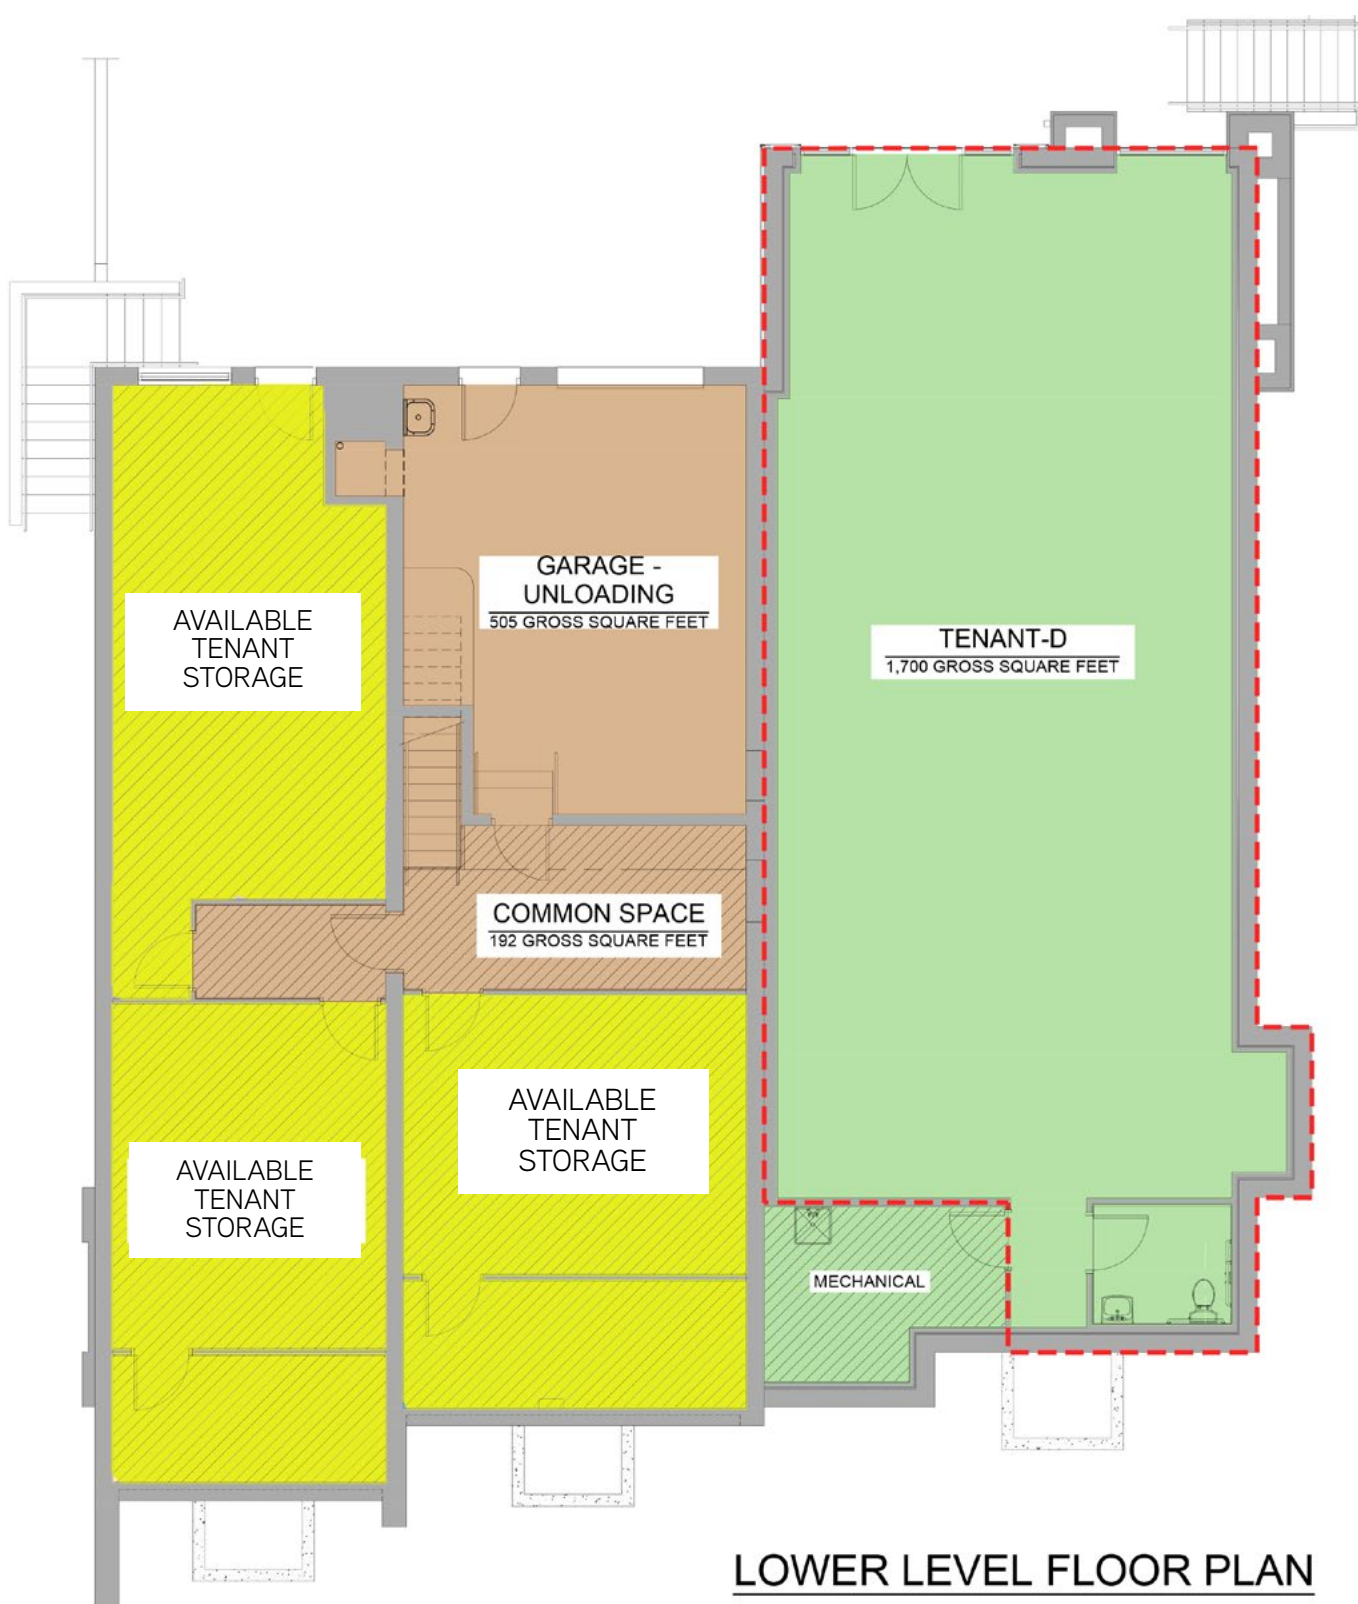 GARAGE -
UNLOADING
505 GROSS SQUARE FEET
AVAILABLE
TENANT
STORAGE
TENANT-D
1,700 GROSS SQUARE FEET
COMMON SPACE
192 GROSS SQUARE FEET
AVAILABLE
TENANT
STORAGE
AVAILABLE
TENANT
STORAGE
MECHANICAL
LOWER LEVEL FLOOR PLAN